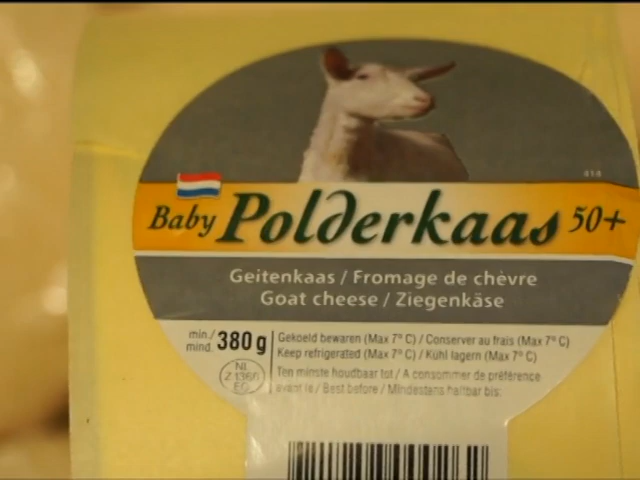 Baby Polderkaas 50+
Geitenkaas / Fromage de chèvre
Goat cheese / Ziegenkäse
min./ mind. 380 g
Gekoeld bewaren (Max 7° C) / Conserver au frais (Max 7° C)
Keep refrigerated (Max 7° C) / Kühl lagern (Max 7° C)
Ten minste houdbaar tot / A consommer de préférence
avant le / Best before / Mindestens haltbar bis:
NL
Z 1360
EG